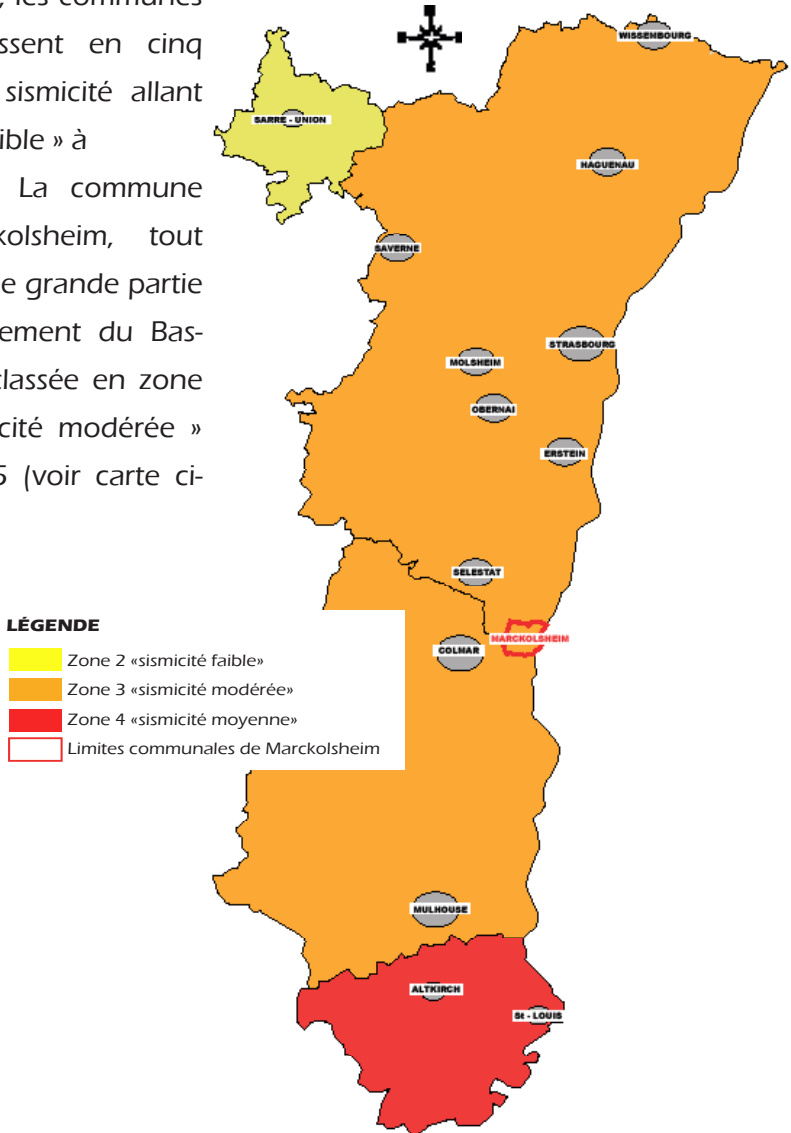 , les communes
issent en cinq
sismicité allant
ible » à
La commune
kolsheim, tout
e grande partie
ement du Bas-
classée en zone
cité modérée »
5 (voir carte ci-
WISSEMBOURG
SARRE - UNION
HAGUENAU
SAVERNE
STRASBOURG
MOLSHEIM
OBERNAI
ERSTEIN
SELESTAT
MARCKOLSHEIM
COLMAR
LÉGENDE
Zone 2 «sismicité faible»
Zone 3 «sismicité modérée»
Zone 4 «sismicité moyenne»
Limites communales de Marckolsheim
MULHOUSE
ALTKIRCH
St - LOUIS